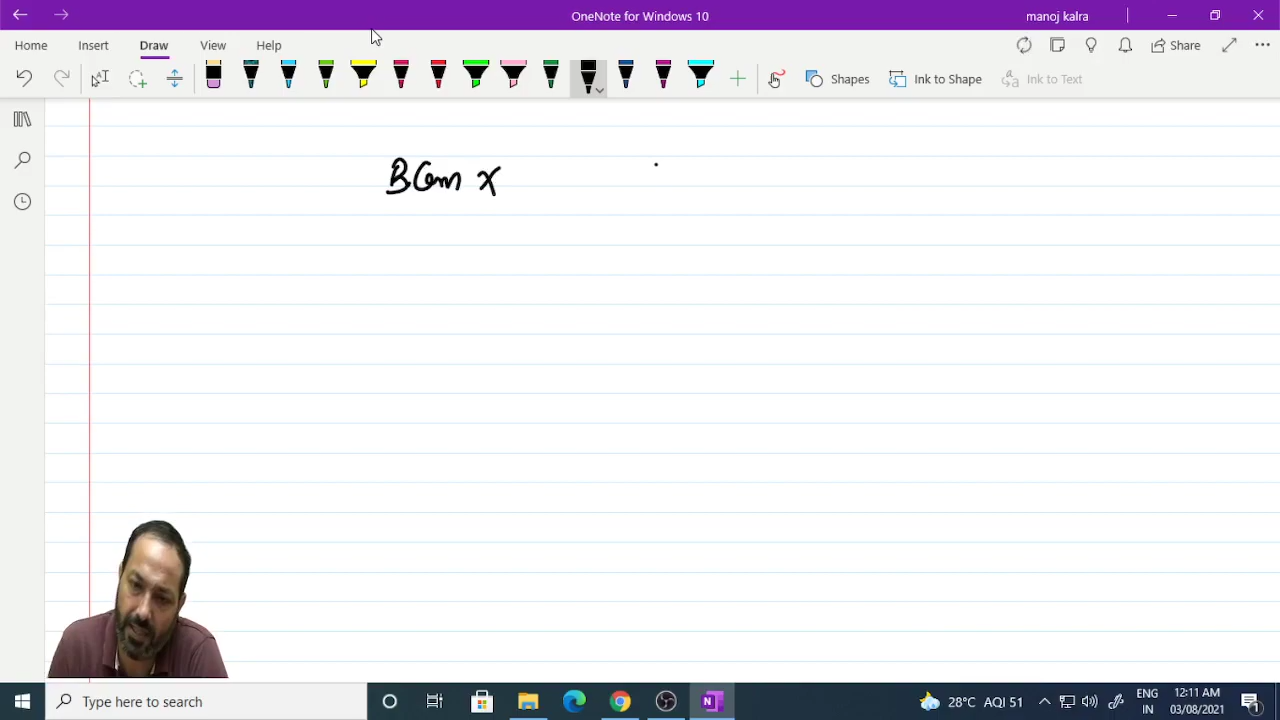 OneNote for Windows 10
manoj kalra
Home Insert Draw View Help
Share
Shapes Ink to Shape Ink to Text
BCom X
Type here to search
28°C AQI 51
ENG
IN
12:11 AM
03/08/2021
1